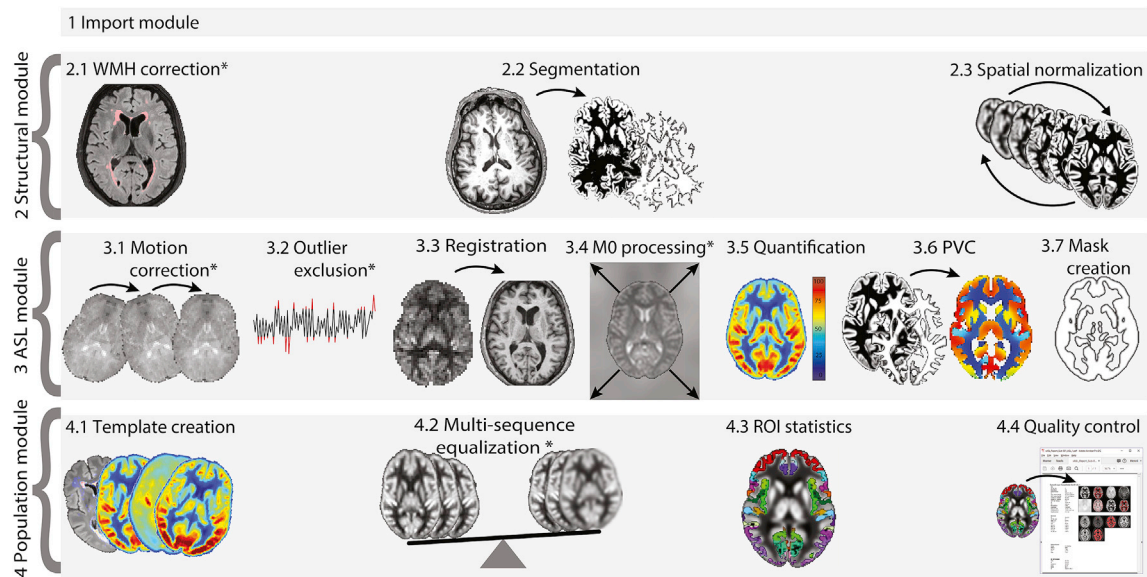 1 Import module
2 Structural module
2.1 WMH correction*
2.2 Segmentation
2.3 Spatial normalization
3 ASL module
3.1 Motion
correction*
3.2 Outlier
exclusion*
3.3 Registration
3.4 M0 processing*
3.5 Quantification
100
75
50
25
0
3.6 PVC
3.7 Mask
creation
4 Population module
4.1 Template creation
4.2 Multi-sequence
equalization *
4.3 ROI statistics
4.4 Quality control